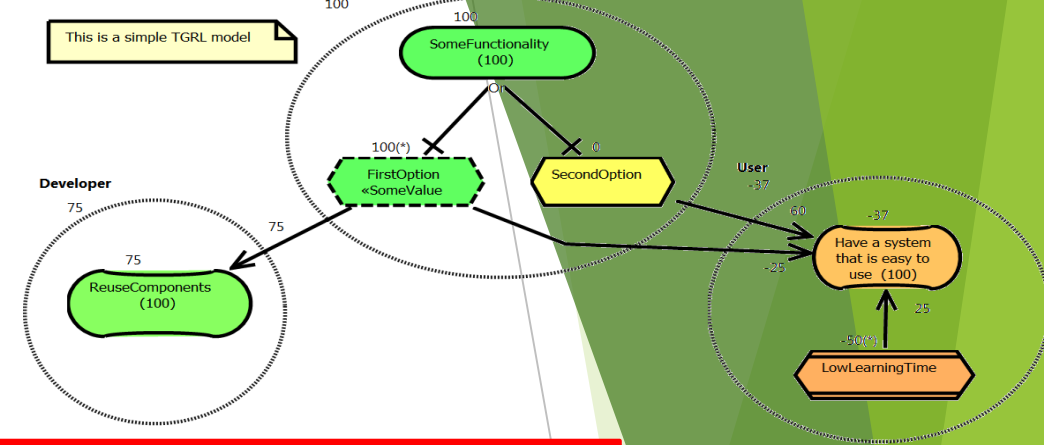 100
This is a simple TGRL model
100
SomeFunctionality
(100)
Or
100(*)
0
FirstOption
«SomeValue
SecondOption
User
-37
Developer
75
75
60
-37
Have a system
that is easy to
use (100)
-25
75
ReuseComponents
(100)
25
-50(*)
LowLearningTime